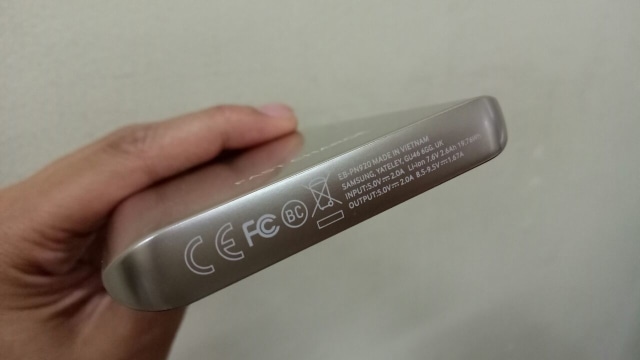 EB-PN920 MADE IN VIETNAM
SAMSUNG, YATELEY, GU46 6GG, UK
INPUT:5.0V⎓2.0A Li-ion 7.6V 2.64h 19.76Wh
OUTPUT:5.0V⎓2.0A 8.5-9.5V⎓1.67A
CE FC BC